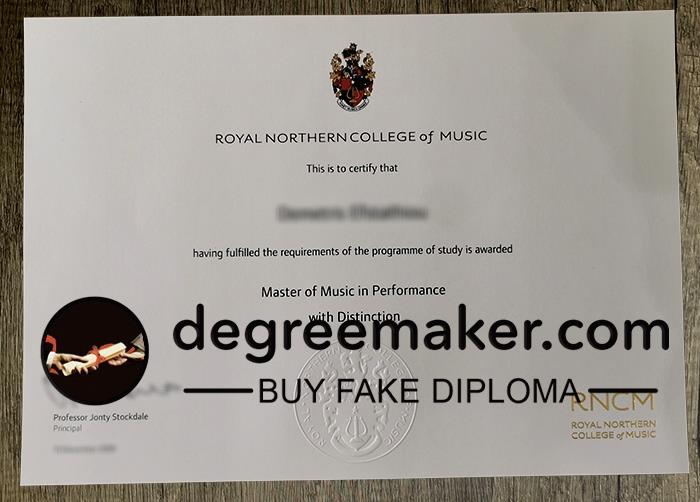 ROYAL NORTHERN COLLEGE of MUSIC
This is to certify that
having fulfilled the requirements of the programme of study is awarded
Master of Music in Performance
with Distinction
degreemaker.com
BUY FAKE DIPLOMA
Professor Jonty Stockdale
Principal
RNCM
ROYAL NORTHERN
COLLEGE of MUSIC